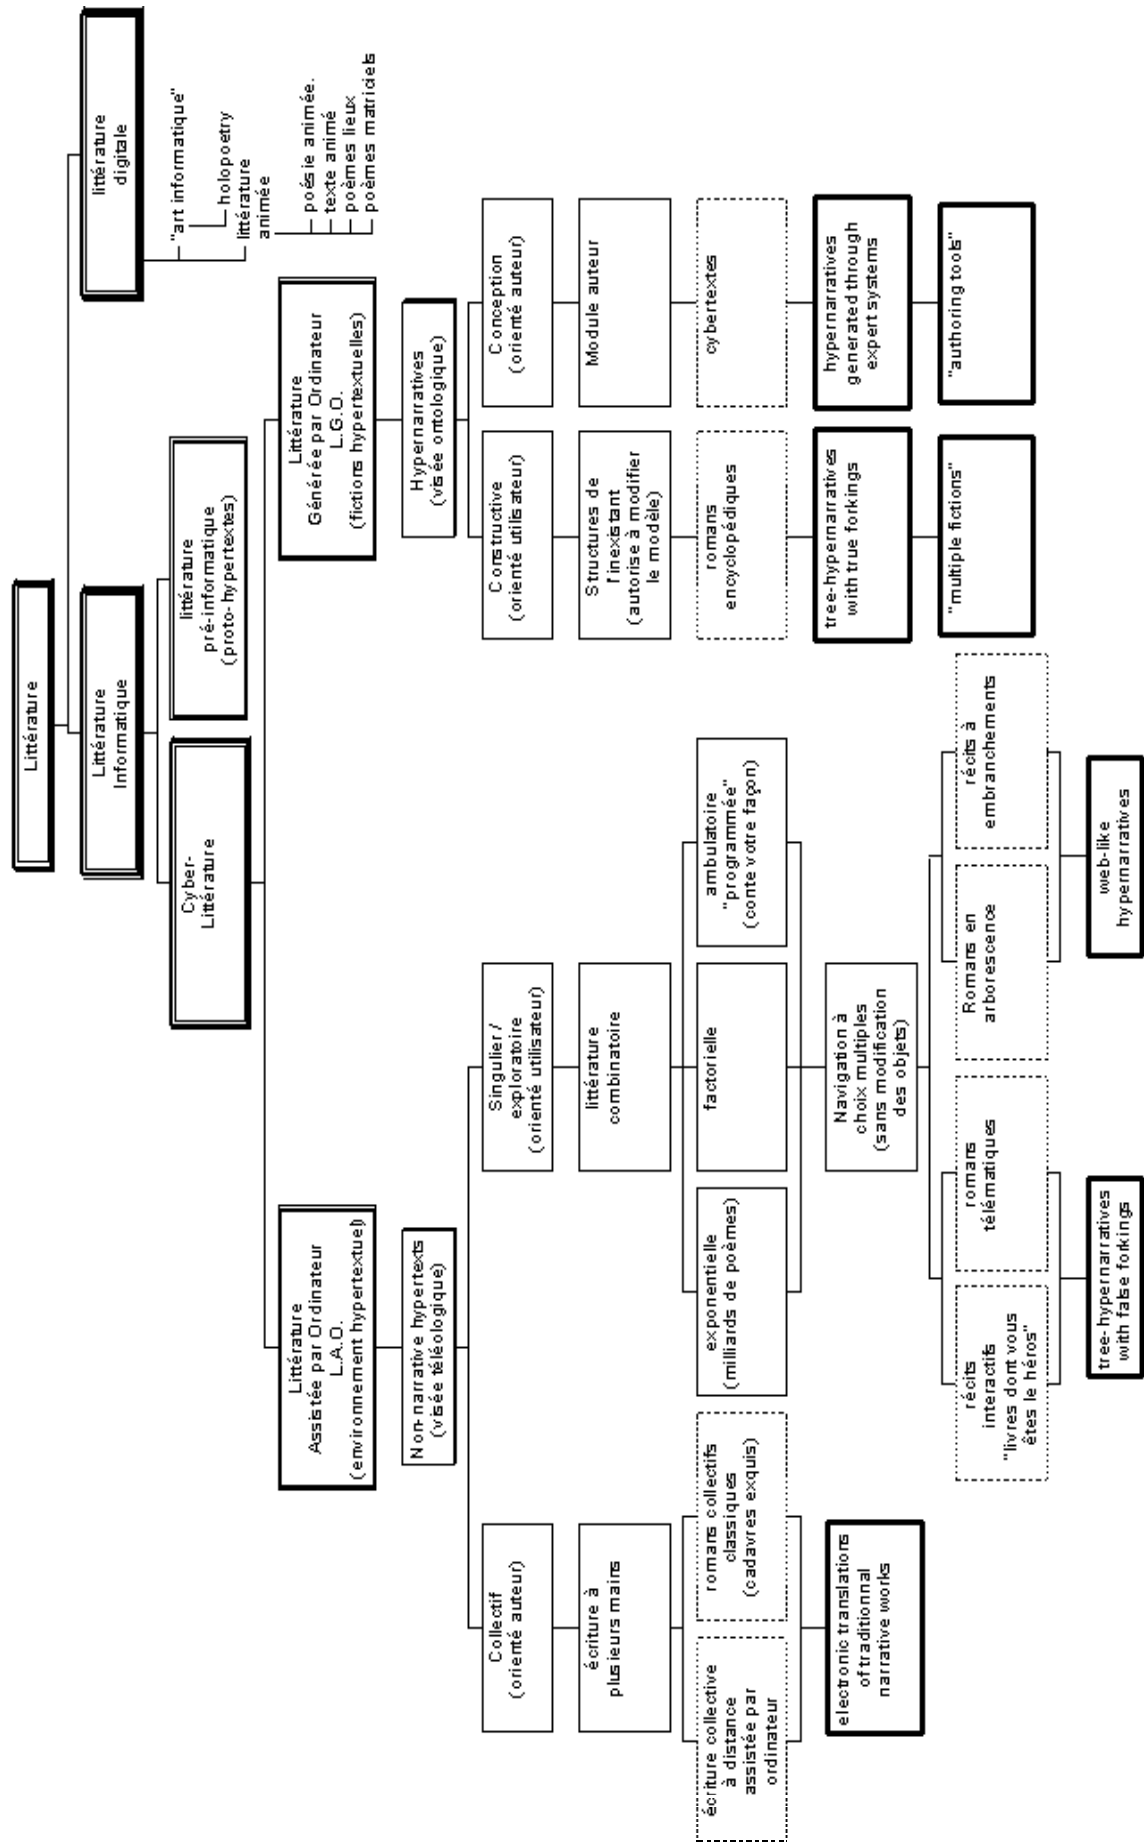 Littérature
Littérature
Informatique
littérature
digitale
"art informatique"
holopoetry
littérature
animée
poésie animée.
texte animé
poèmes lieux
poèmes matriciels
Cyber-
Littérature
littérature
pré-informatique
(proto-hypertextes)
Littérature
Assistée par Ordinateur
L.A.O.
(environnement hypertextuel)
Littérature
Générée par Ordinateur
L.G.O.
(fictions hypertextuelles)
Non-narrative hypertexts
(visée téléologique)
Hypernarratives
(visée ontologique)
Collectif
(orienté auteur)
Singulier /
exploratoire
(orienté utilisateur)
Constructive
(orienté utilisateur)
Conception
(orienté auteur)
écriture à
plusieurs mains
littérature
combinatoire
Structures de
l'inexistant
(autorise à modifier
le modèle)
Module auteur
écriture collective
à distance
assistée par
ordinateur
romans collectifs
classiques
(cadavres exquis)
exponentielle
(milliards de poèmes)
factorielle
ambulatoire
"programmée"
(conte votre façon)
romans
encyclopédiques
cybertextes
electronic translations
of traditionnal
narrative works
Navigation à
choix multiples
(sans modification
des objets)
tree-hypernarratives
with true forkings
hypernarratives
generated through
expert systems
récits
interactifs
"livres dont vous
êtes le héros"
romans
télématiques
Romans en
arborescence
récits à
embranchements
"multiple fictions"
"authoring tools"
tree-hypernarratives
with false forkings
web-like
hypernarratives